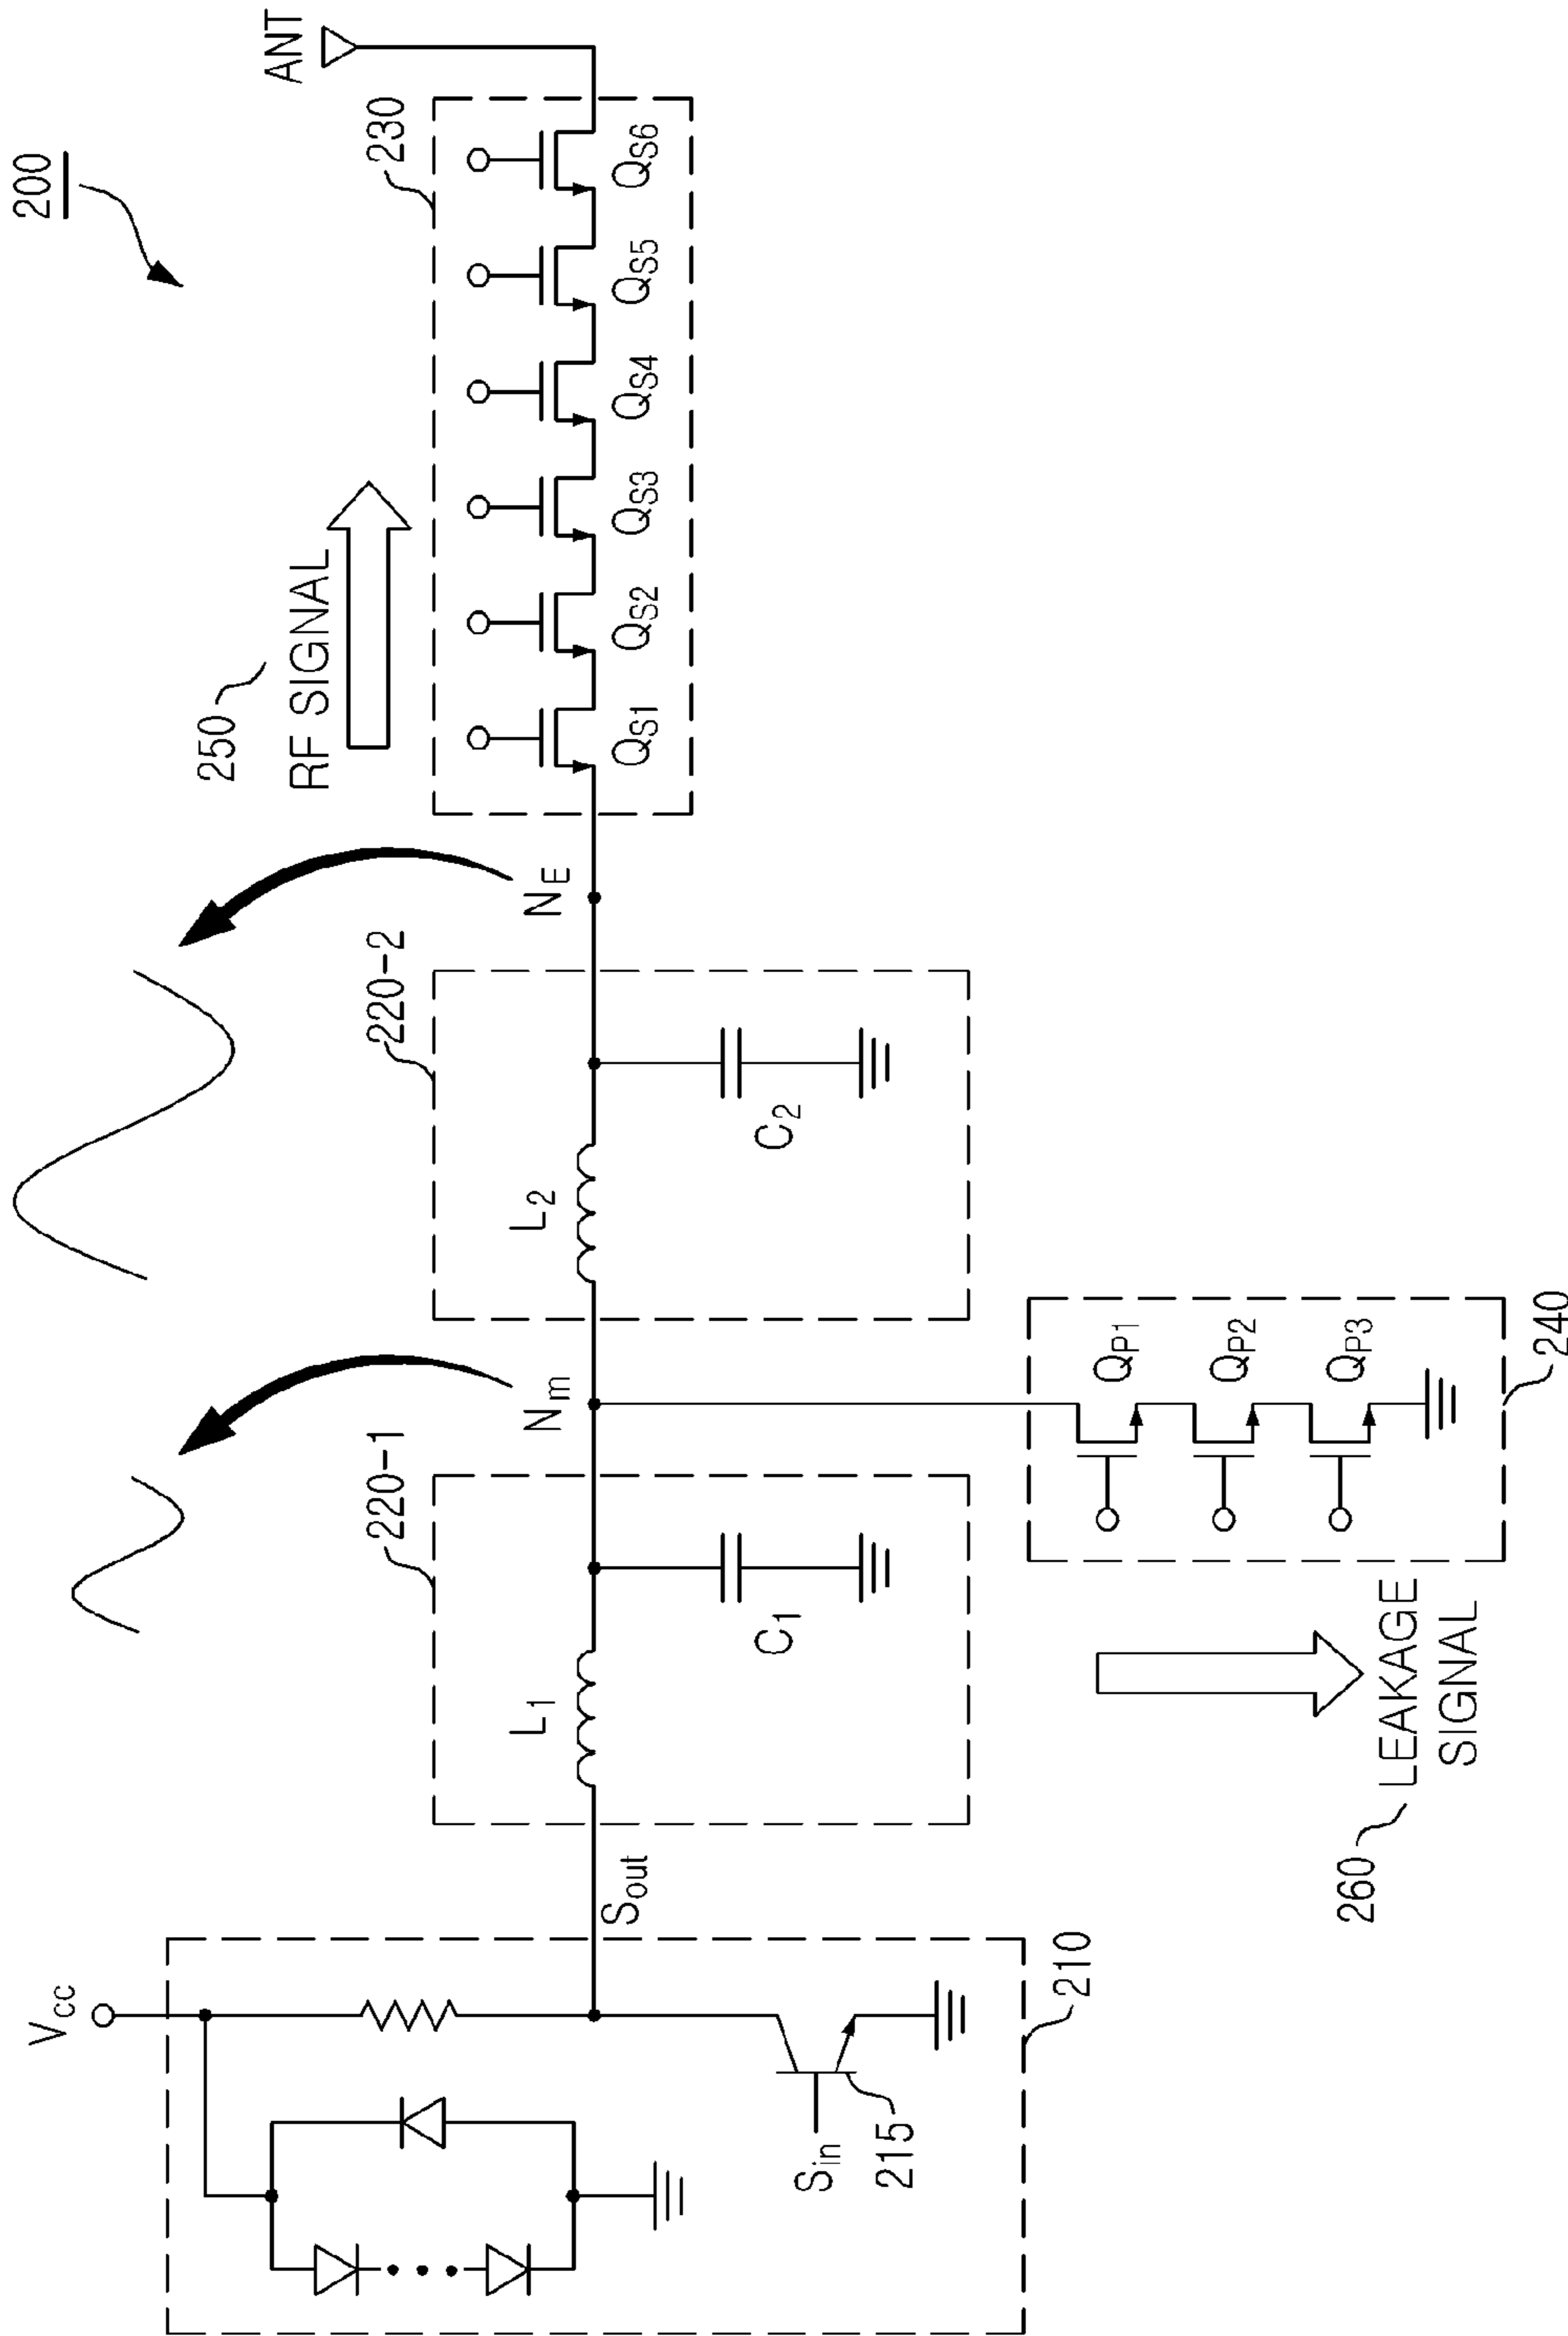 200
ANT
230
250
RF SIGNAL
QS1
QS2
QS3
QS4
QS5
QS6
NE
220-2
L2
C2
Nm
220-1
L1
C1
QP1
QP2
QP3
240
260
LEAKAGE
SIGNAL
Vcc
Sout
Sin
215
210